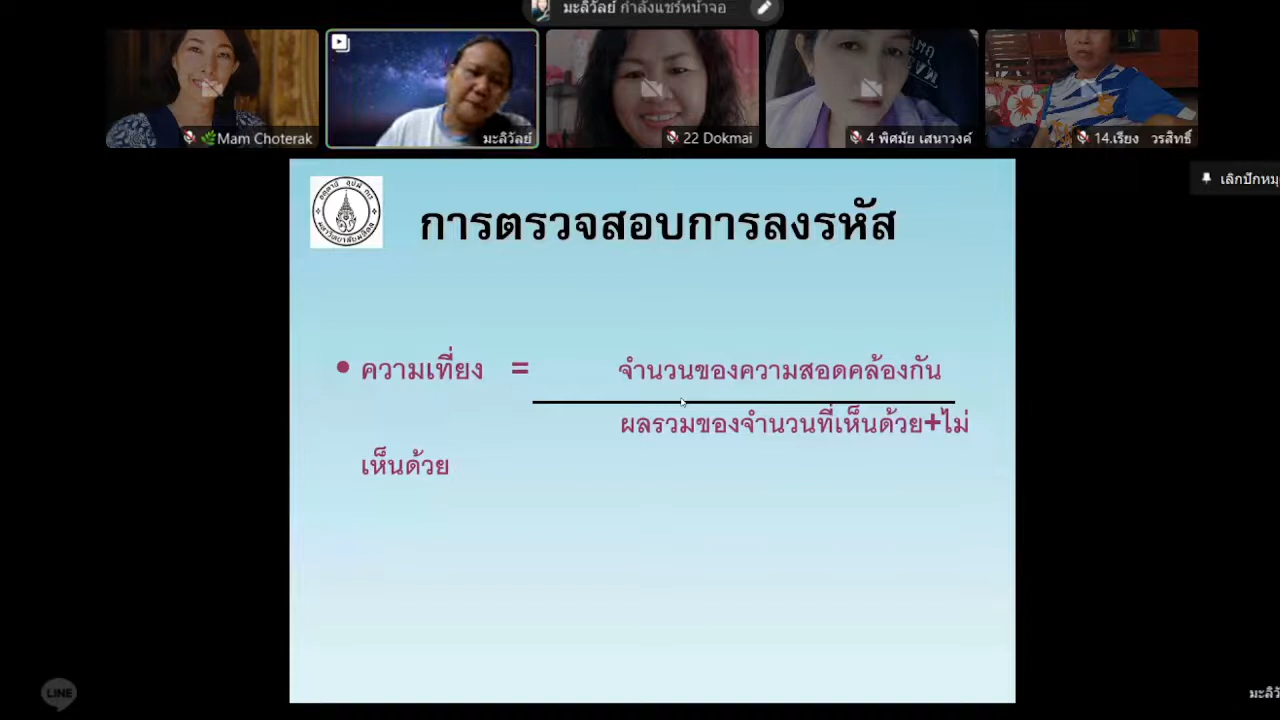 มะลิวัลย์ กำลังแชร์หน้าจอ
🌿Mam Choterak
มะลิวัลย์
22 Dokmai
4 พิศมัย เสนาวงค์
14.เรียง วรสิทธิ์
เลิกปักหมุ
การตรวจสอบการลงรหัส
• ความเที่ยง = จำนวนของความสอดคล้องกัน
ผลรวมของจำนวนที่เห็นด้วย+ไม่
เห็นด้วย
LINE
มะลิวั